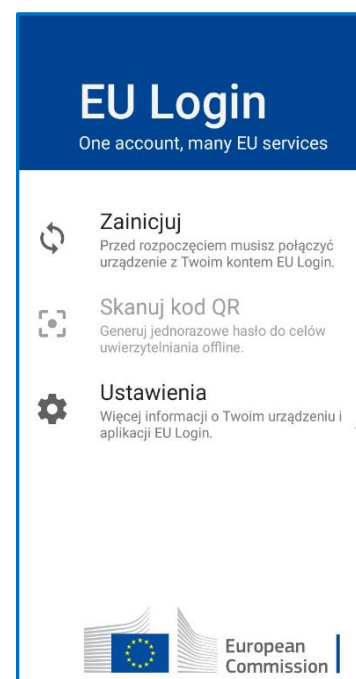 EU Login
One account, many EU services
Zainicjuj
Przed rozpoczęciem musisz połączyć
urządzenie z Twoim kontem EU Login.
Skanuj kod QR
Generuj jednorazowe hasło do celów
uwierzytelniania offline.
Ustawienia
Więcej informacji o Twoim urządzeniu i
aplikacji EU Login.
European
Commission